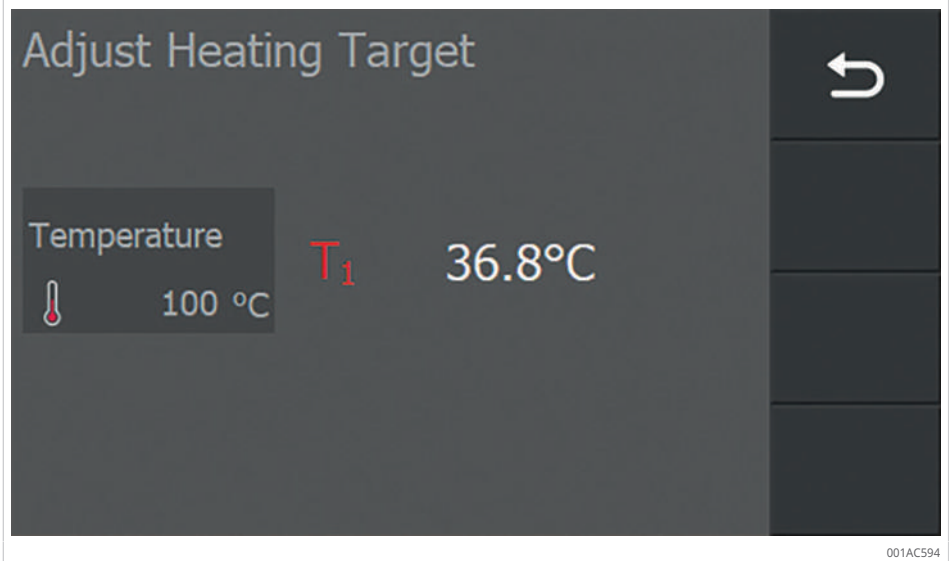 Adjust Heating Target
Temperature
100 °C
T₁ 36.8°C
001AC594